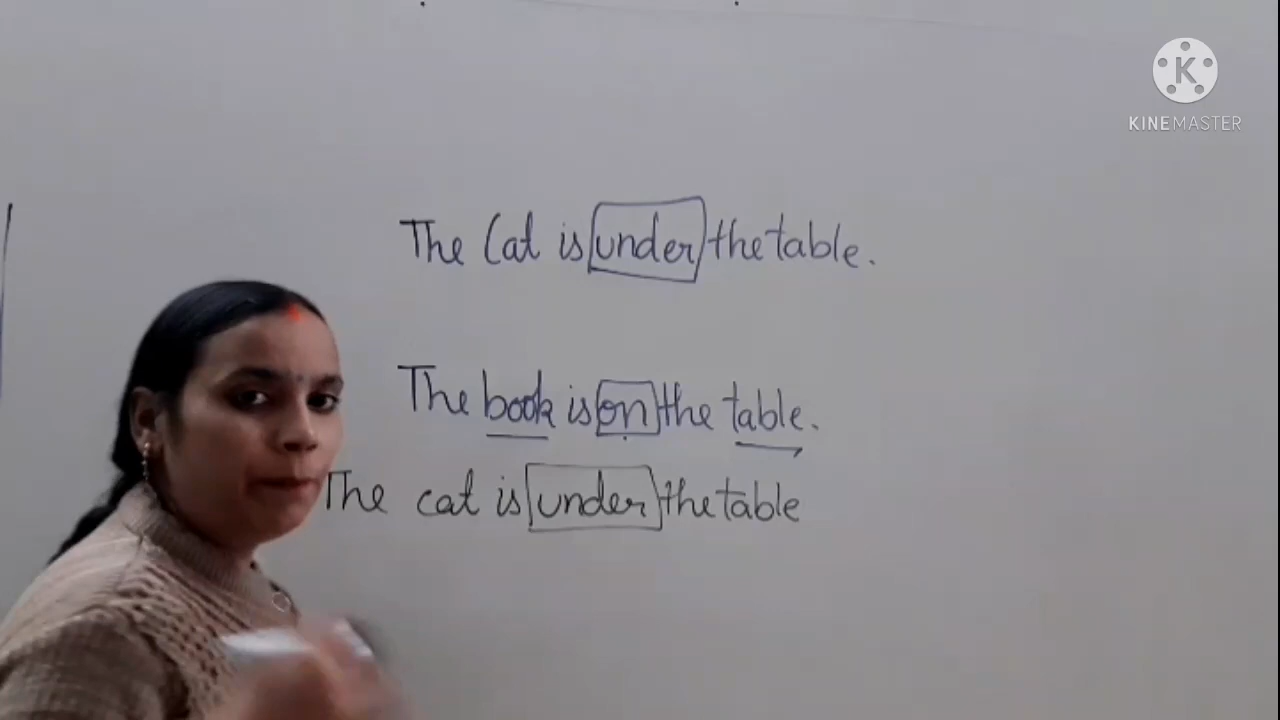 K
KINEMASTER
The Cat is under the table.
The book is on the table.
The cat is under the table